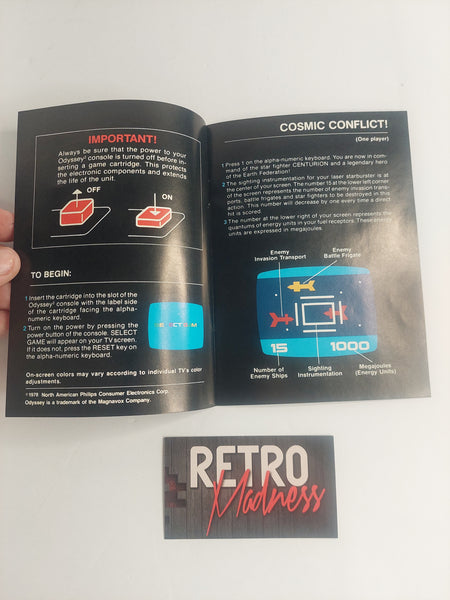 IMPORTANT!
Always be sure that the power to your
Odyssey² console is turned off before in-
serting a game cartridge. This protects
the electronic components and extends
the life of the unit.
OFF
ON
TO BEGIN:
1 Insert the cartridge into the slot of the
Odyssey² console with the label side
of the cartridge facing the alpha-
numeric keyboard.
2 Turn on the power by pressing the
power button of the console. SELECT
GAME will appear on your TV screen.
If it does not, press the RESET key on
the alpha-numeric keyboard.
On-screen colors may vary according to individual TV's color
adjustments.
©1978 North American Philips Consumer Electronics Corp.
Odyssey is a trademark of the Magnavox Company.
COSMIC CONFLICT!
(One player)
1 Press 1 on the alpha-numeric keyboard. You are now in com-
mand of the star fighter CENTURION and a legendary hero
of the Earth Federation!
2 The sighting instrumentation for your laser starburster is at
the center of your screen. The number 15 at the lower left corner
of your screen represents the number of enemy invasion trans-
ports, battle frigates and star fighters to be destroyed in this
action. This number will decrease by one every time a direct
hit is scored.
3 The number at the lower right of your screen represents the
quantums of energy units in your fuel receptors. These energy
units are expressed in megajoules.
Enemy
Invasion Transport
Enemy
Battle Frigate
15
1000
Number of
Enemy Ships
Sighting
Instrumentation
Megajoules
(Energy Units)
RETRO
Madness